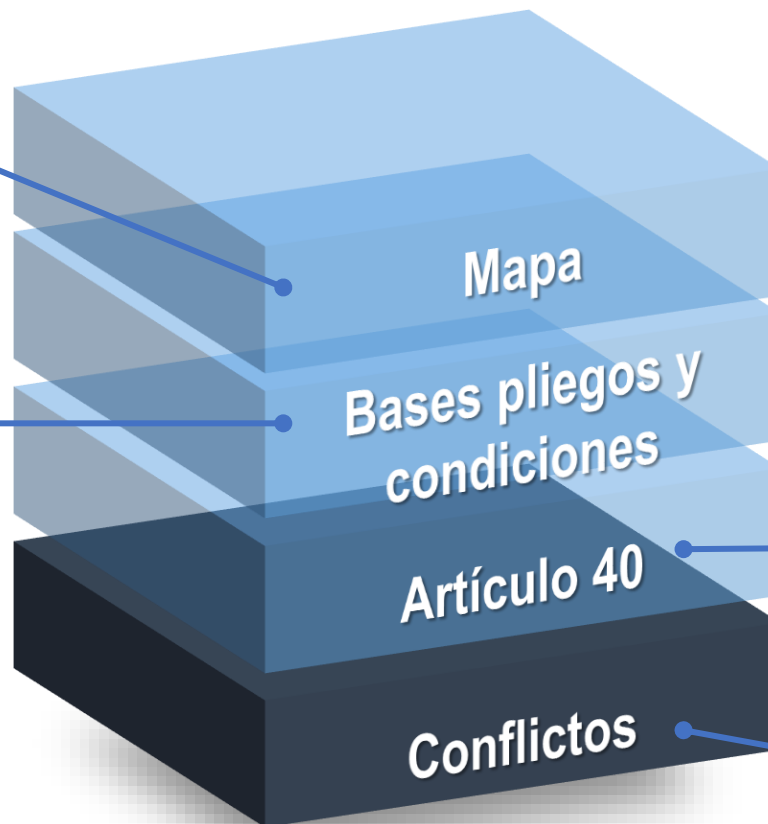 Mapa
Bases pliegos y
condiciones
Artículo 40
Conflictos